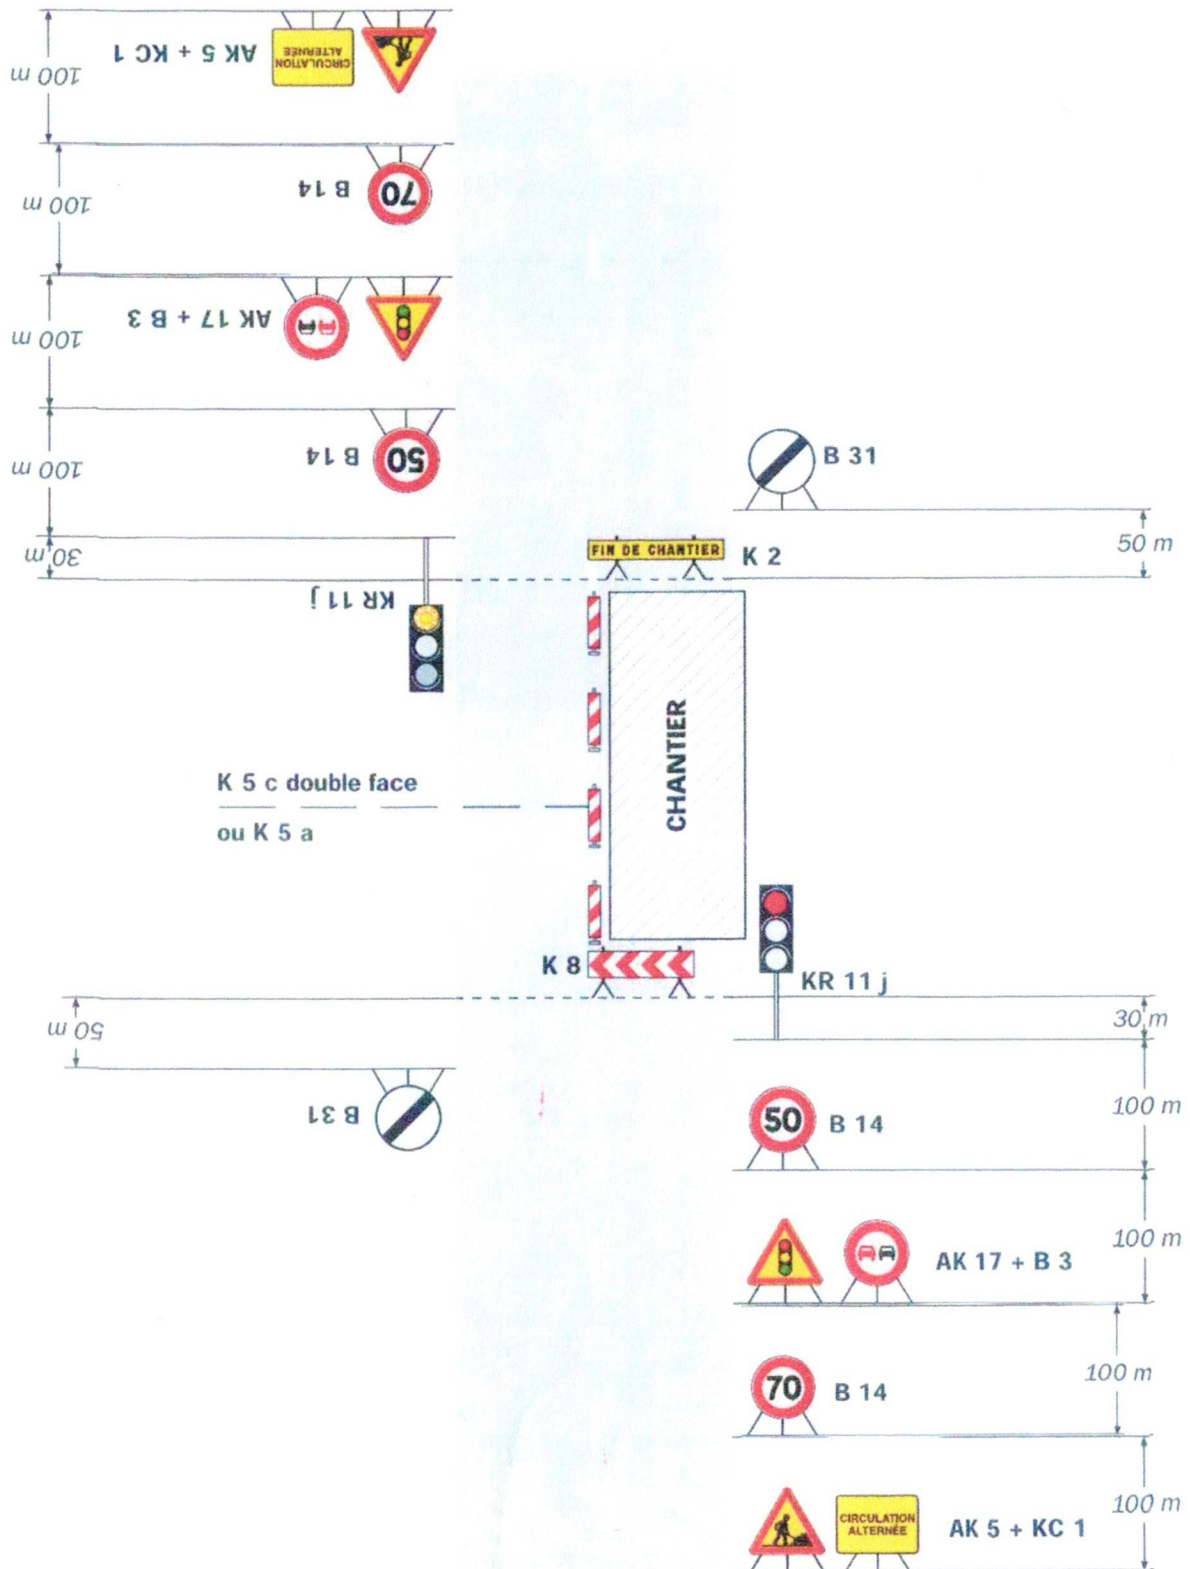 AK 5 + KC 1
CIRCULATION
ALTERNÉE
100 m
B 14
70
100 m
AK 17 + B 3
100 m
B 14
50
100 m
B 31
50 m
30 m
KR 11 j
FIN DE CHANTIER
K 2
CHANTIER
K 5 c double face
ou K 5 a
K 8
KR 11 j
50 m
30 m
B 31
50
B 14
100 m
AK 17 + B 3
100 m
70
B 14
100 m
CIRCULATION
ALTERNÉE
AK 5 + KC 1
100 m